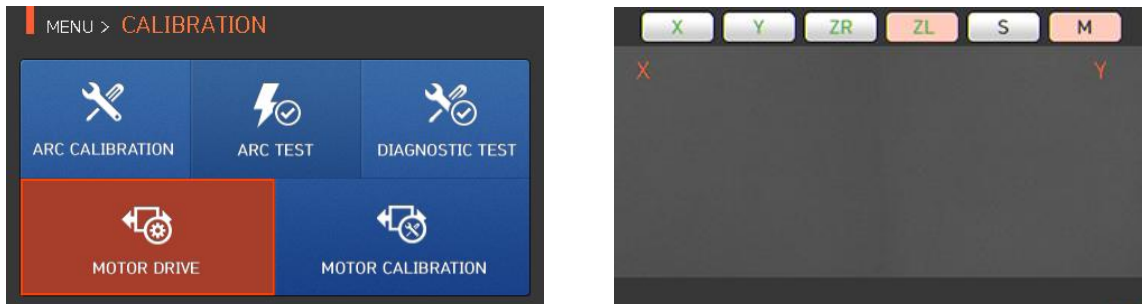 MENU > CALIBRATION
ARC CALIBRATION
ARC TEST
DIAGNOSTIC TEST
MOTOR DRIVE
MOTOR CALIBRATION
X Y ZR ZL S M
X Y